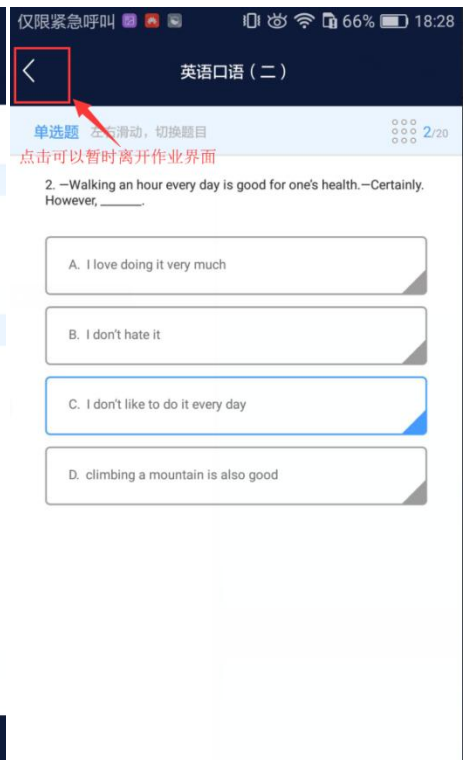 仅限紧急呼叫 66% 18:28
英语口语（二）
单选题 左右滑动，切换题目 2/20
点击可以暂时离开作业界面
2. —Walking an hour every day is good for one's health.—Certainly.
However, ______.
A. I love doing it very much
B. I don't hate it
C. I don't like to do it every day
D. climbing a mountain is also good